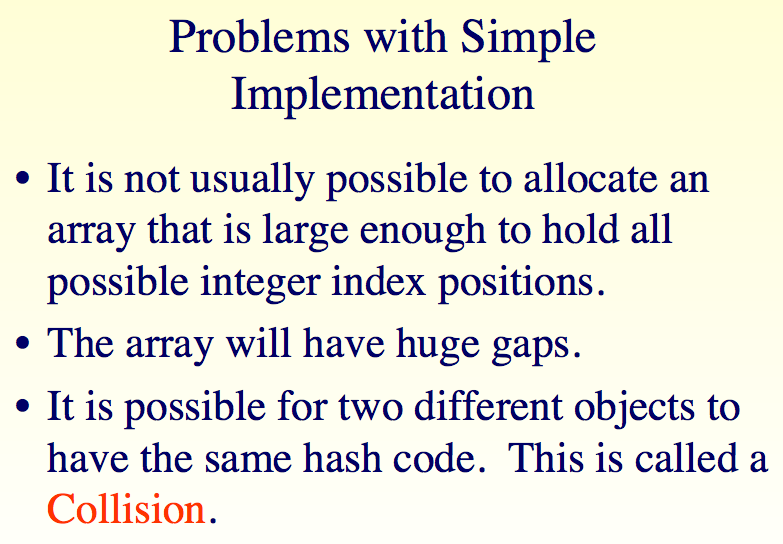 Problems with Simple
Implementation
• It is not usually possible to allocate an
array that is large enough to hold all
possible integer index positions.
• The array will have huge gaps.
• It is possible for two different objects to
have the same hash code.  This is called a
Collision.